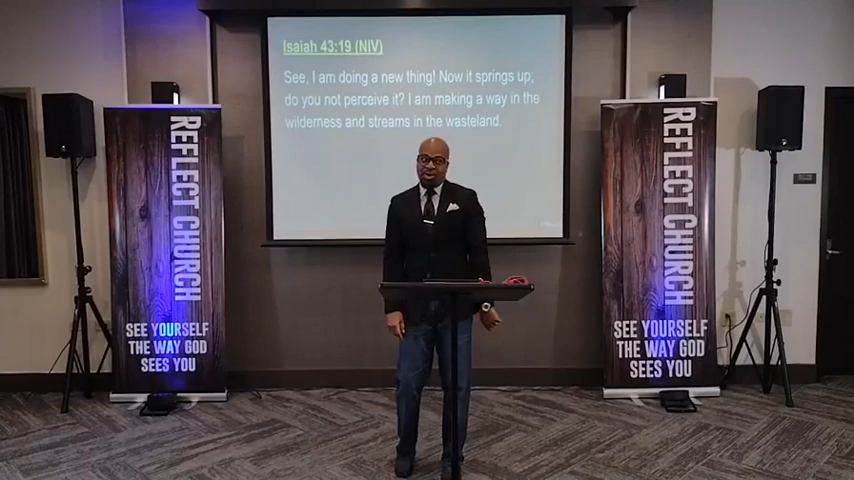 Isaiah 43:19 (NIV)
See, I am doing a new thing! Now it springs up;
do you not perceive it? I am making a way in the
wilderness and streams in the wasteland.
REFLECT CHURCH
SEE YOURSELF
THE WAY GOD
SEES YOU
REFLECT CHURCH
SEE YOURSELF
THE WAY GOD
SEES YOU